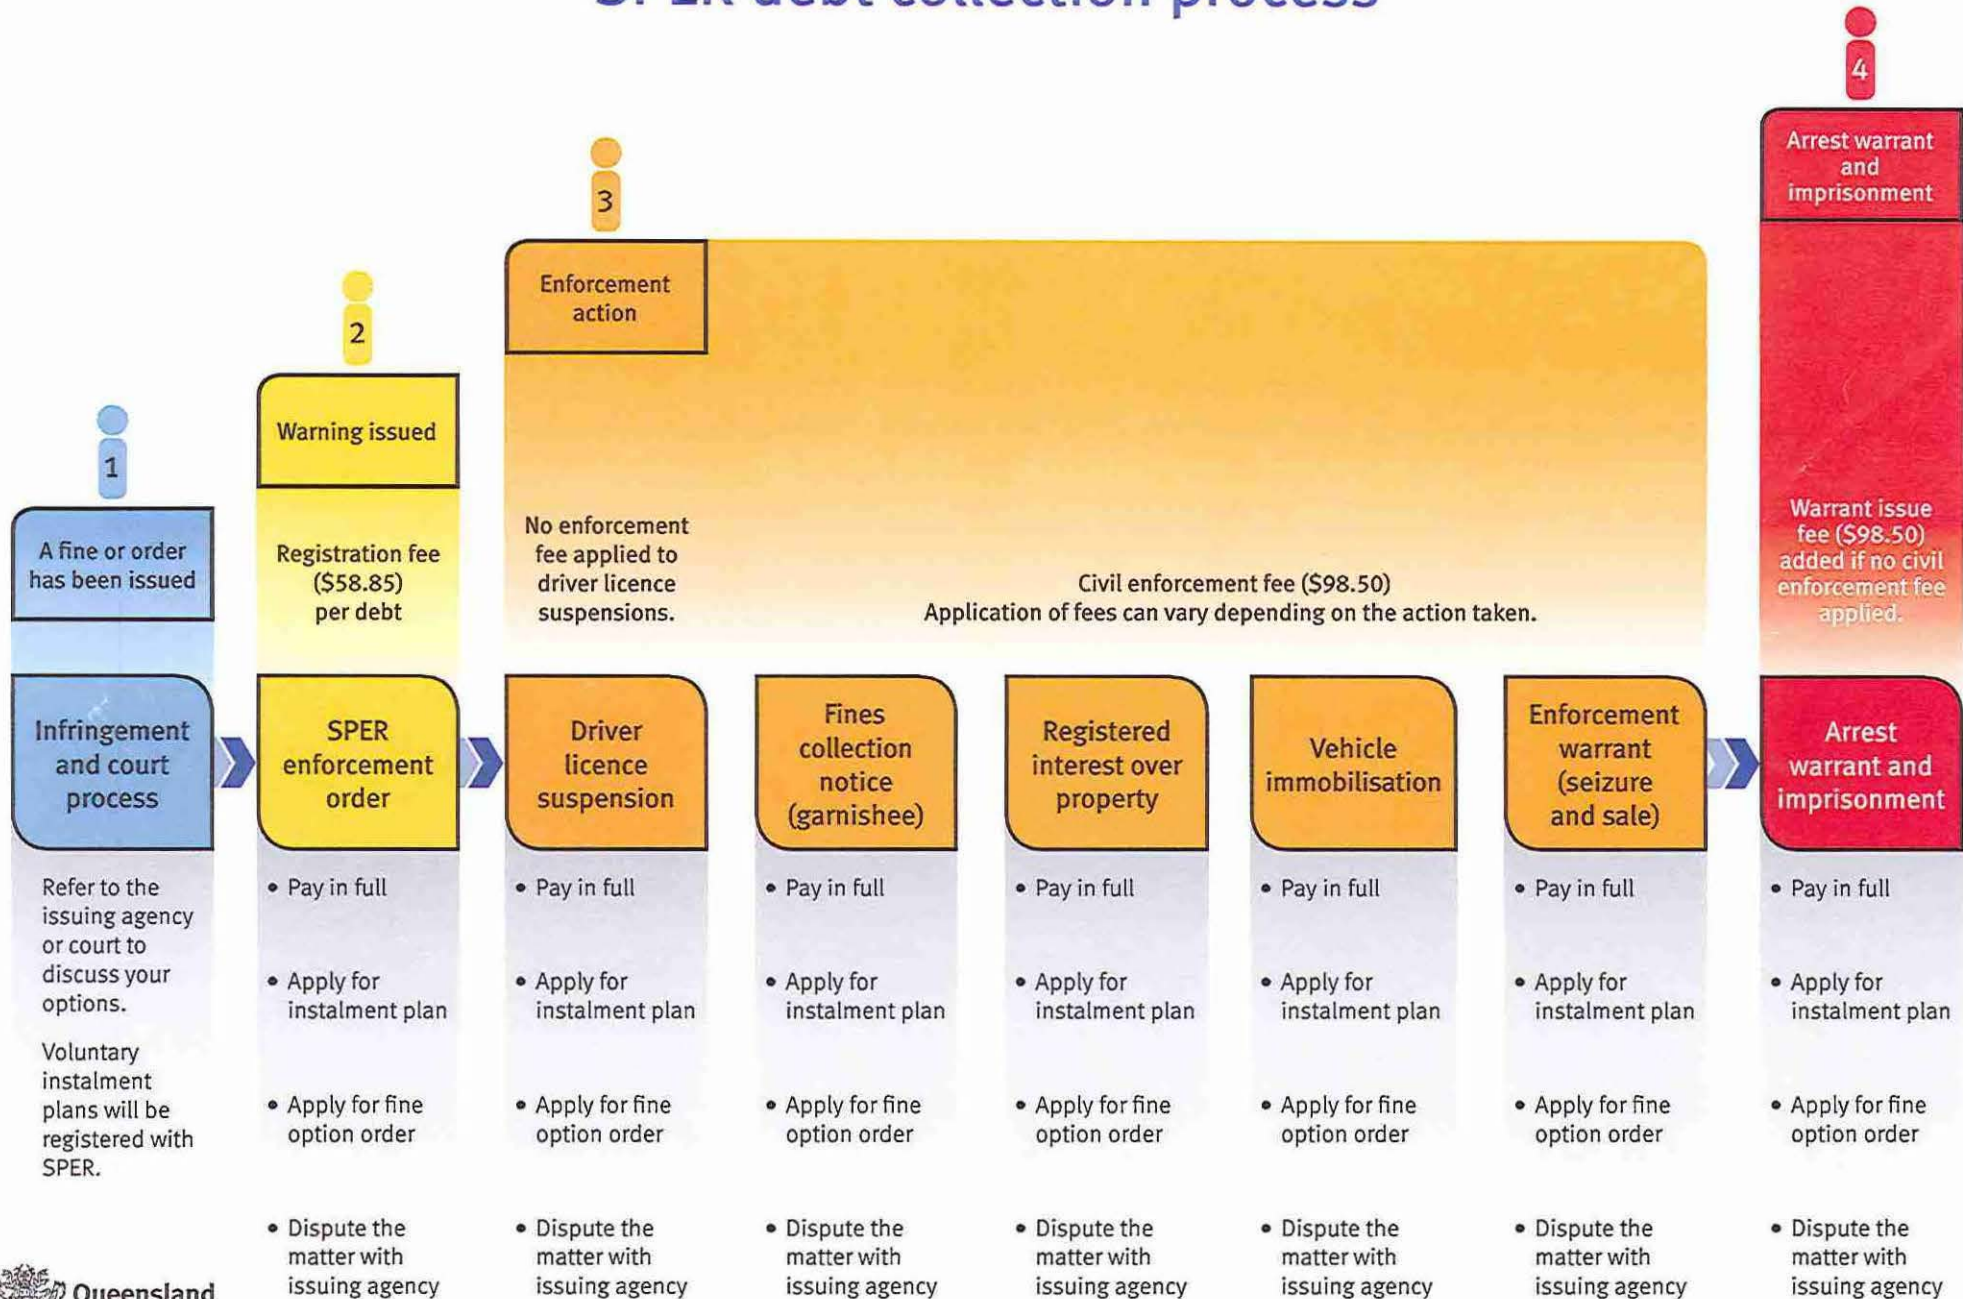 SPER debt collection process
4
Arrest warrant
and
imprisonment
3
Enforcement
action
2
Warning issued
1
A fine or order
has been issued
Registration fee
($58.85)
per debt
No enforcement
fee applied to
driver licence
suspensions.
Civil enforcement fee ($98.50)
Application of fees can vary depending on the action taken.
Warrant issue
fee ($98.50)
added if no civil
enforcement fee
applied.
Infringement
and court
process
SPER
enforcement
order
Driver
licence
suspension
Fines
collection
notice
(garnishee)
Registered
interest over
property
Vehicle
immobilisation
Enforcement
warrant
(seizure
and sale)
Arrest
warrant and
imprisonment
Refer to the
issuing agency
or court to
discuss your
options.
Voluntary
instalment
plans will be
registered with
SPER.
• Pay in full
• Apply for
instalment plan
• Apply for fine
option order
• Dispute the
matter with
issuing agency
• Pay in full
• Apply for
instalment plan
• Apply for fine
option order
• Dispute the
matter with
issuing agency
• Pay in full
• Apply for
instalment plan
• Apply for fine
option order
• Dispute the
matter with
issuing agency
• Pay in full
• Apply for
instalment plan
• Apply for fine
option order
• Dispute the
matter with
issuing agency
• Pay in full
• Apply for
instalment plan
• Apply for fine
option order
• Dispute the
matter with
issuing agency
• Pay in full
• Apply for
instalment plan
• Apply for fine
option order
• Dispute the
matter with
issuing agency
• Pay in full
• Apply for
instalment plan
• Apply for fine
option order
• Dispute the
matter with
issuing agency
Queensland